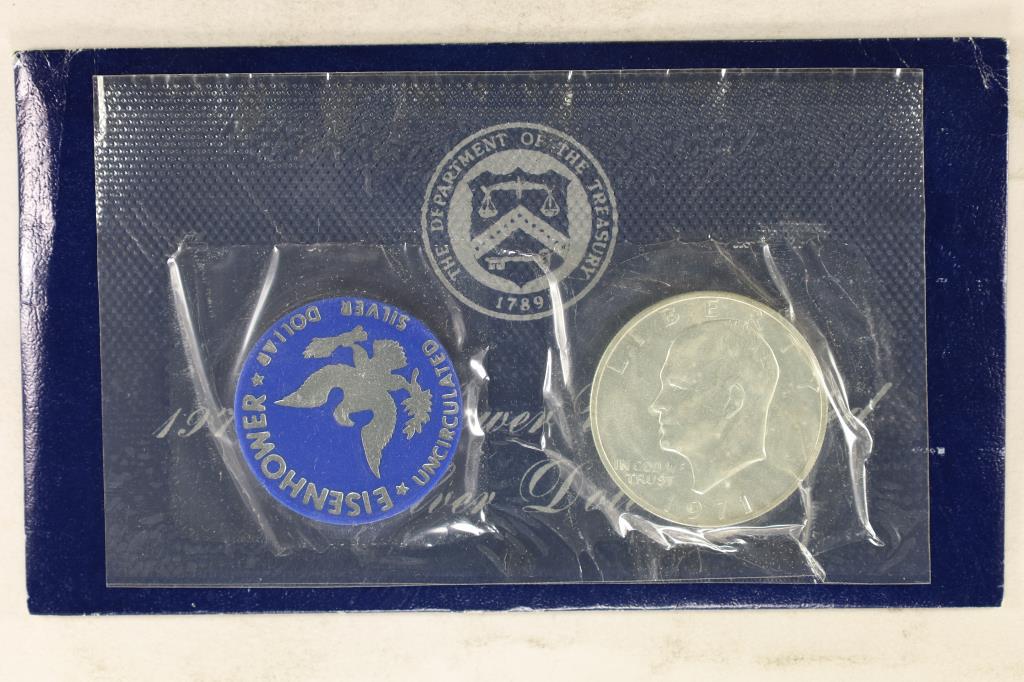 THE DEPARTMENT OF THE TREASURY
1789
EISENHOWER
UNCIRCULATED SILVER DOLLAR
LIBERTY
IN GOD WE
TRUST
1971